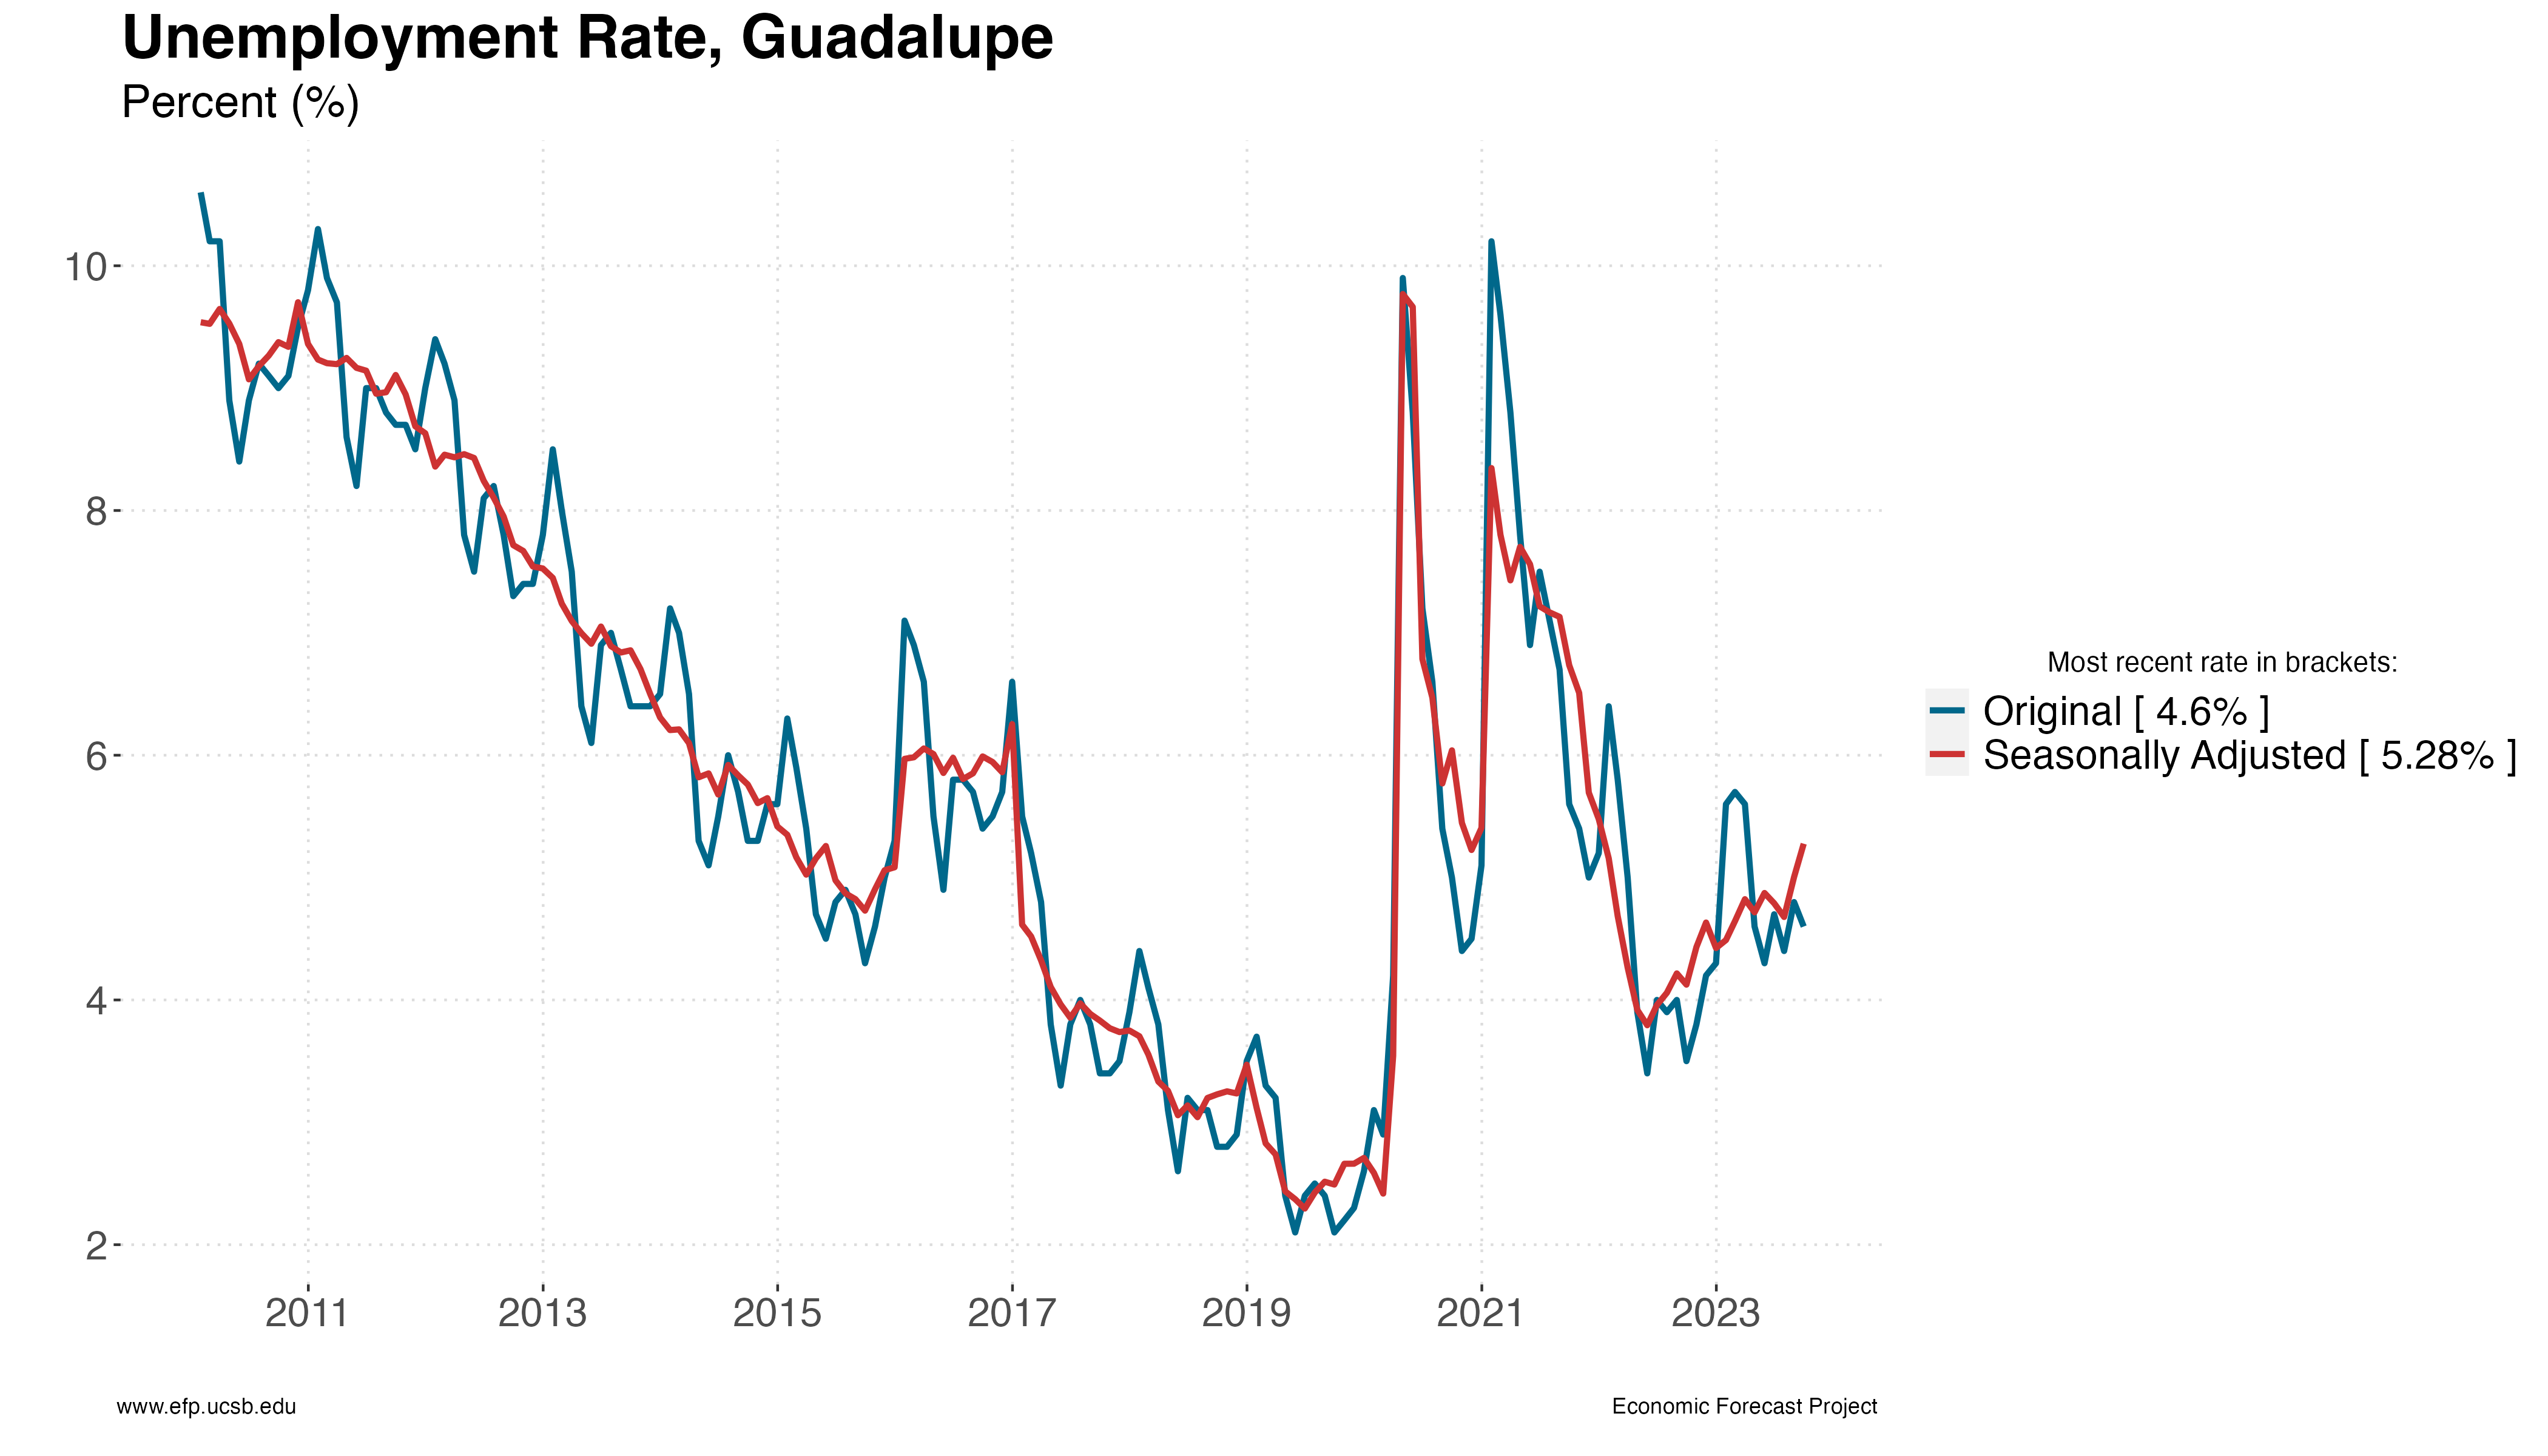 Unemployment Rate, Guadalupe
Percent (%)
10
8
6
4
2
2011 2013 2015 2017 2019 2021 2023
Most recent rate in brackets:
Original [ 4.6% ]
Seasonally Adjusted [ 5.28% ]
www.efp.ucsb.edu
Economic Forecast Project